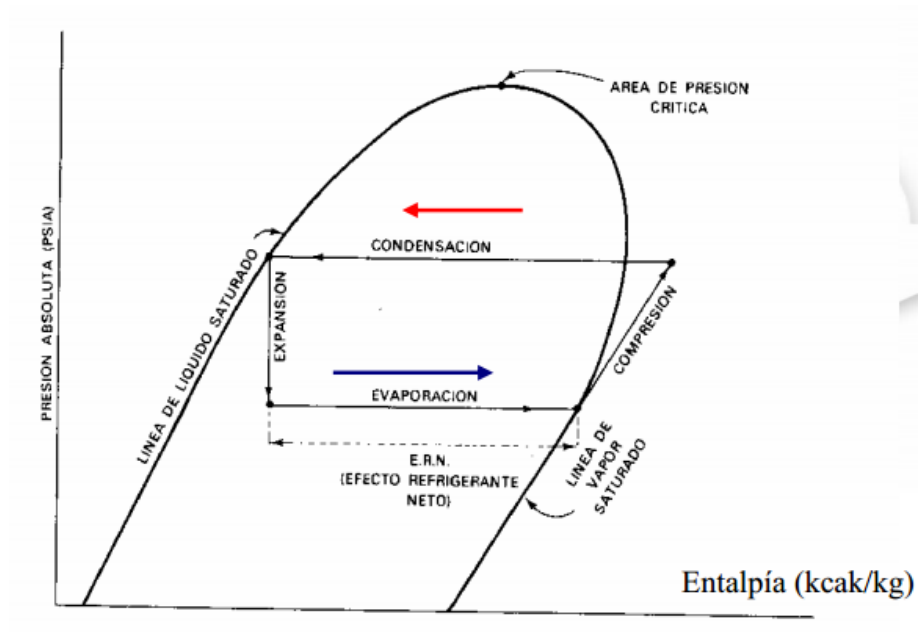 AREA DE PRESION
CRITICA
PRESION ABSOLUTA (PSIA)
LINEA DE LIQUIDO SATURADO
CONDENSACION
EXPANSION
COMPRESION
EVAPORACION
E.R.N.
(EFECTO REFRIGERANTE
NETO)
LINEA DE
VAPOR
SATURADO
Entalpía (kcak/kg)